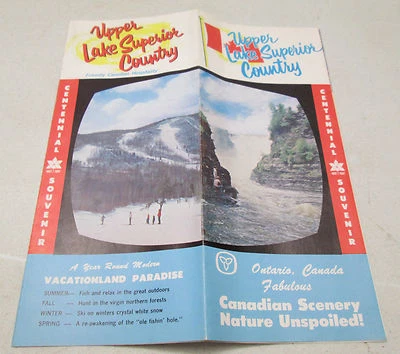 Upper
Lake Superior
Country
Friendly Canadian Hospitality
CENTENNIAL
SOUVENIR
A Year Round Modern
VACATIONLAND PARADISE
SUMMER— Fish and relax in the great outdoors
FALL — Hunt in the virgin northern forests
WINTER— Ski on winters crystal white snow
SPRING — A re-awakening of the "ole fishin' hole."
Upper
Lake Superior
Country
CENTENNIAL
SOUVENIR
Ontario, Canada
Fabulous
Canadian Scenery
Nature Unspoiled!